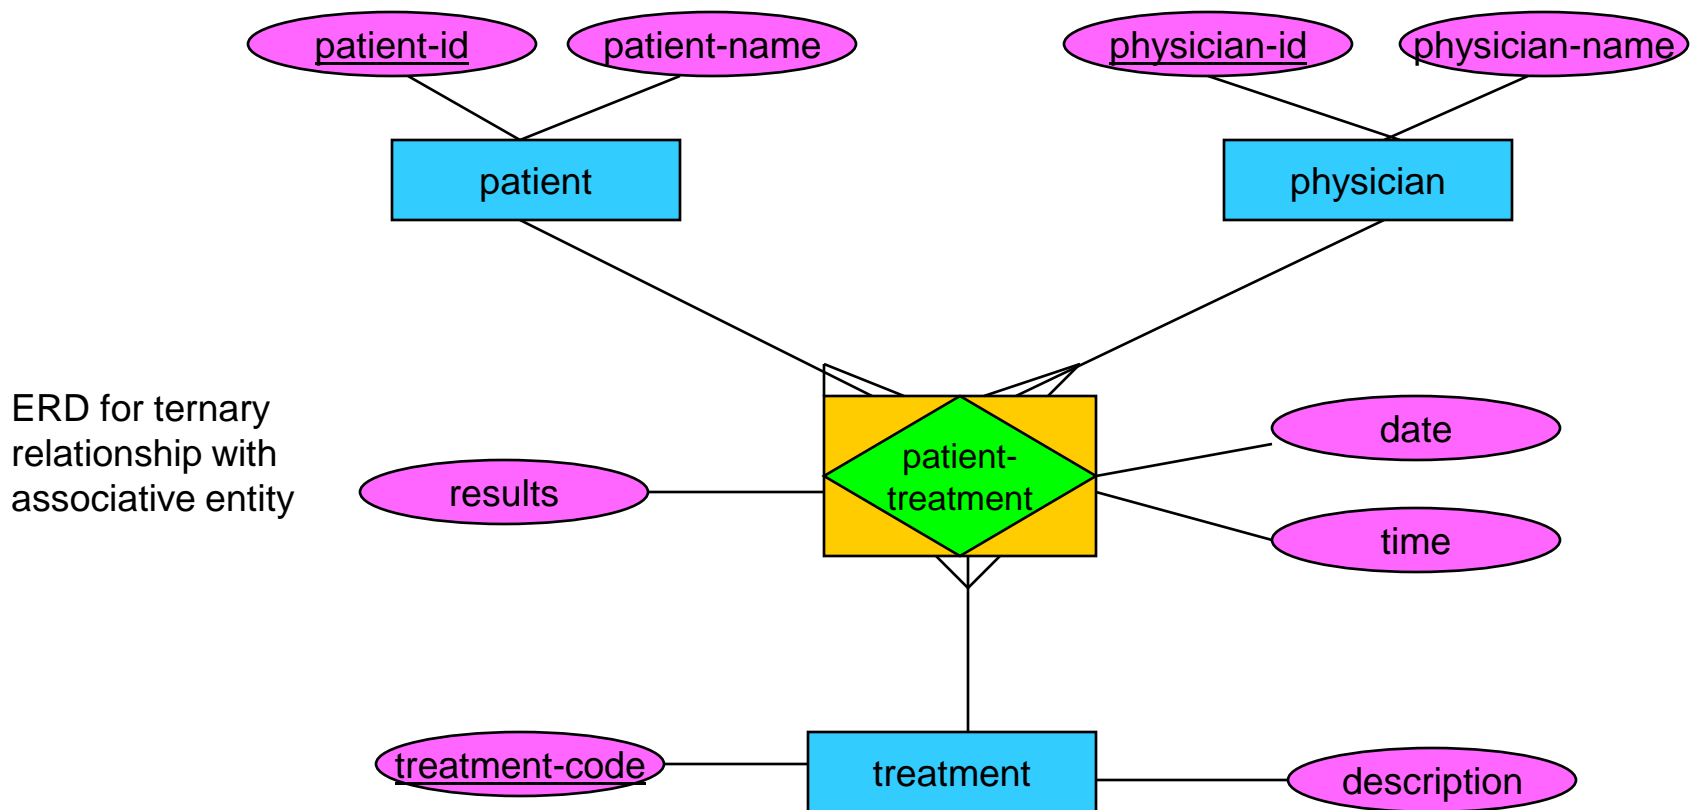 patient-id
patient-name
physician-id
physician-name
patient
physician
ERD for ternary
relationship with
associative entity
results
patient-
treatment
date
time
treatment-code
treatment
description